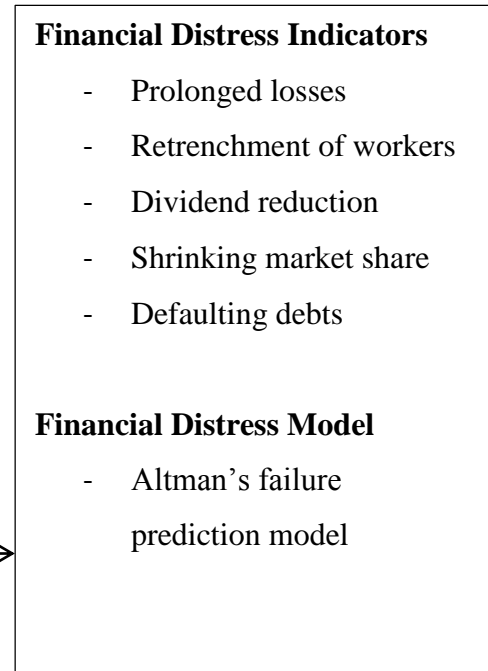 Financial Distress Indicators
- Prolonged losses
- Retrenchment of workers
- Dividend reduction
- Shrinking market share
- Defaulting debts
Financial Distress Model
- Altman’s failure
prediction model